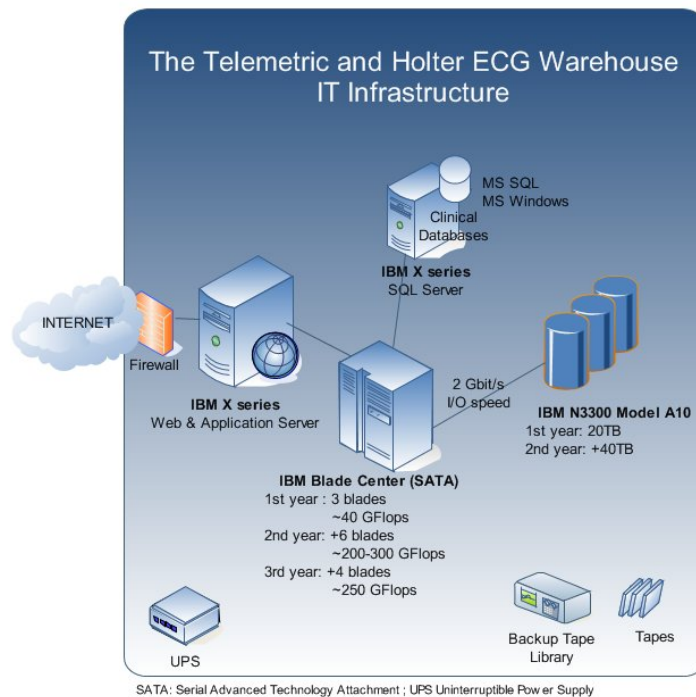 The Telemetric and Holter ECG Warehouse
IT Infrastructure
MS SQL
MS Windows
Clinical
Databases
IBM X series
SQL Server
INTERNET
Firewall
IBM X series
Web & Application Server
2 Gbit/s
I/O speed
IBM N3300 Model A10
1st year: 20TB
2nd year: +40TB
IBM Blade Center (SATA)
1st year : 3 blades
~40 GFlops
2nd year: +6 blades
~200-300 GFlops
3rd year: +4 blades
~250 GFlops
UPS
Backup Tape
Library
Tapes
SATA: Serial Advanced Technology Attachment ; UPS Uninterruptible Power Supply